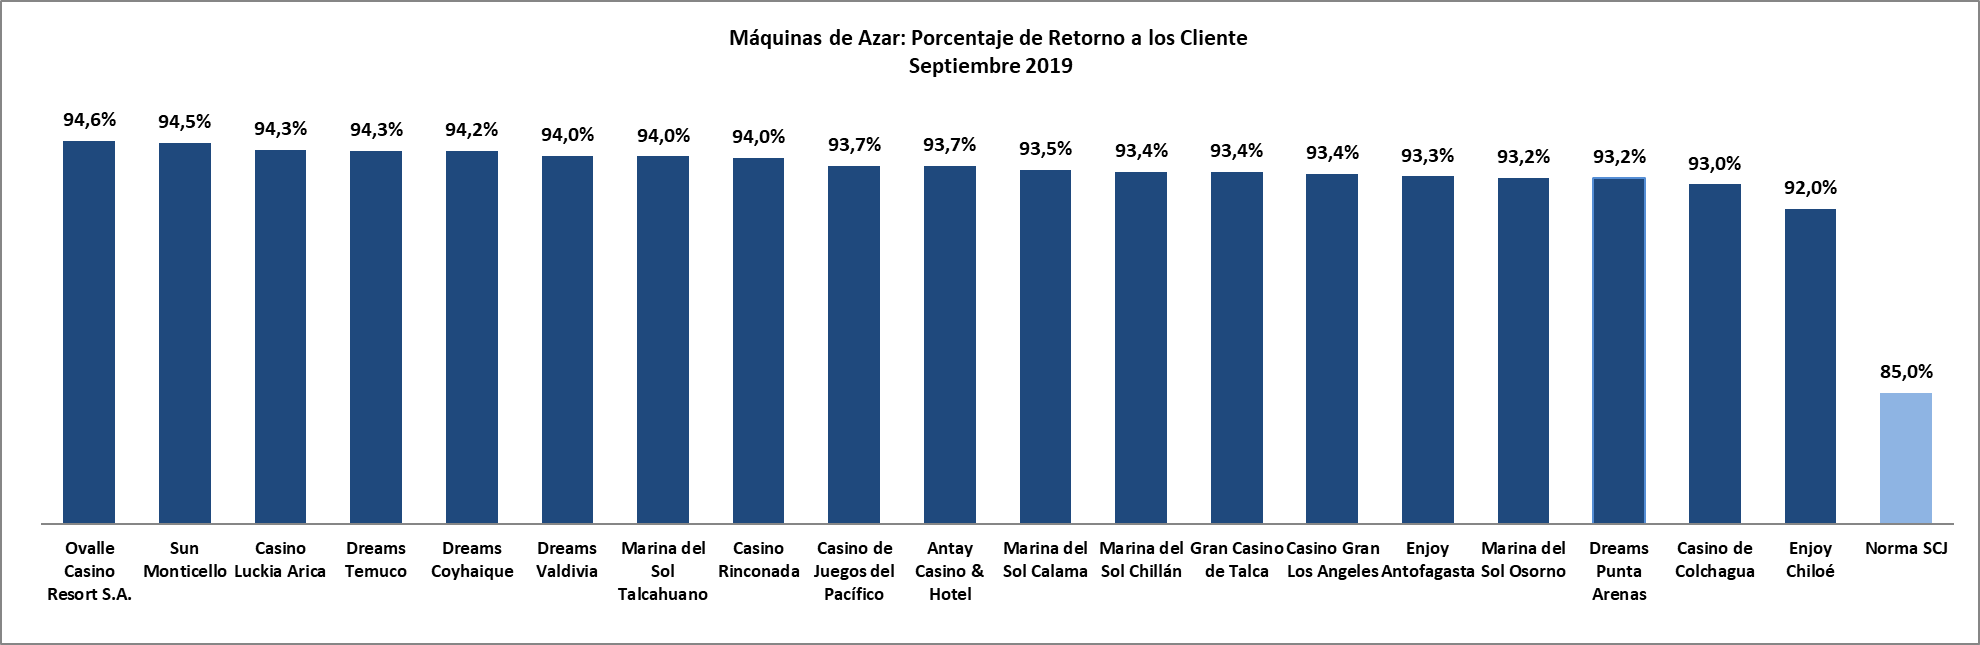 Máquinas de Azar: Porcentaje de Retorno a los Cliente
Septiembre 2019
94,6%
94,5%
94,3%
94,3%
94,2%
94,0%
94,0%
94,0%
93,7%
93,7%
93,5%
93,4%
93,4%
93,4%
93,3%
93,2%
93,2%
93,0%
92,0%
85,0%
Ovalle
Casino
Resort S.A.
Sun
Monticello
Casino
Luckia Arica
Dreams
Temuco
Dreams
Coyhaique
Dreams
Valdivia
Marina del
Sol
Talcahuano
Casino
Rinconada
Casino de
Juegos del
Pacífico
Antay
Casino &
Hotel
Marina del
Sol Calama
Marina del
Sol Chillán
Gran Casino
de Talca
Casino Gran
Los Angeles
Enjoy
Antofagasta
Marina del
Sol Osorno
Dreams
Punta
Arenas
Casino de
Colchagua
Enjoy
Chiloé
Norma SCJ